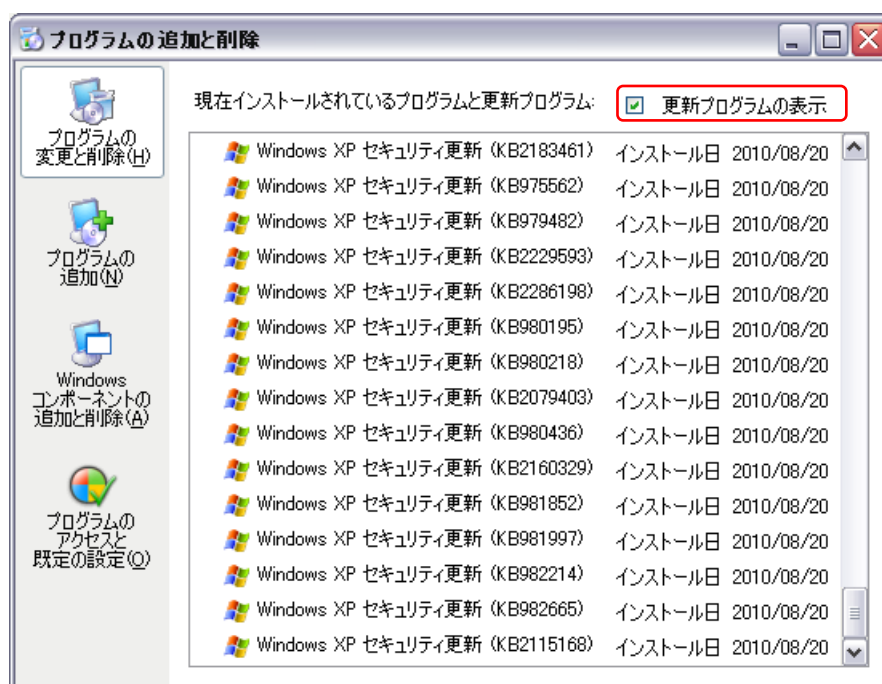 プログラムの追加と削除
プログラムの
変更と削除(H)
プログラムの
追加(N)
Windows
コンポーネントの
追加と削除(A)
プログラムの
アクセスと
既定の設定(O)
現在インストールされているプログラムと更新プログラム: 更新プログラムの表示
Windows XP セキュリティ更新 (KB2183461) インストール日 2010/08/20
Windows XP セキュリティ更新 (KB975562) インストール日 2010/08/20
Windows XP セキュリティ更新 (KB979482) インストール日 2010/08/20
Windows XP セキュリティ更新 (KB2229593) インストール日 2010/08/20
Windows XP セキュリティ更新 (KB2286198) インストール日 2010/08/20
Windows XP セキュリティ更新 (KB980195) インストール日 2010/08/20
Windows XP セキュリティ更新 (KB980218) インストール日 2010/08/20
Windows XP セキュリティ更新 (KB2079403) インストール日 2010/08/20
Windows XP セキュリティ更新 (KB980436) インストール日 2010/08/20
Windows XP セキュリティ更新 (KB2160329) インストール日 2010/08/20
Windows XP セキュリティ更新 (KB981852) インストール日 2010/08/20
Windows XP セキュリティ更新 (KB981997) インストール日 2010/08/20
Windows XP セキュリティ更新 (KB982214) インストール日 2010/08/20
Windows XP セキュリティ更新 (KB982665) インストール日 2010/08/20
Windows XP セキュリティ更新 (KB2115168) インストール日 2010/08/20